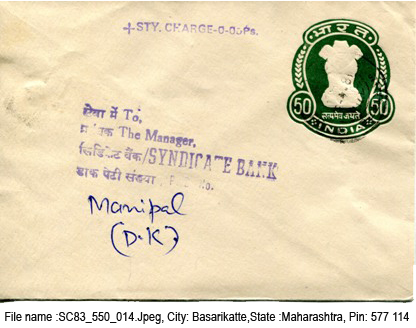 +STY. CHARGE-0-05Ps.
भारत
50 50
सत्यमेव जयते
INDIA
सेवा में To,
The Manager,
सिंडिकेट बैंक/SYNDICATE BANK
डाक पेटी संख्या No.
Manipal
(D.K)
File name :SC83_550_014.Jpeg, City: Basarikatte,State :Maharashtra, Pin: 577 114